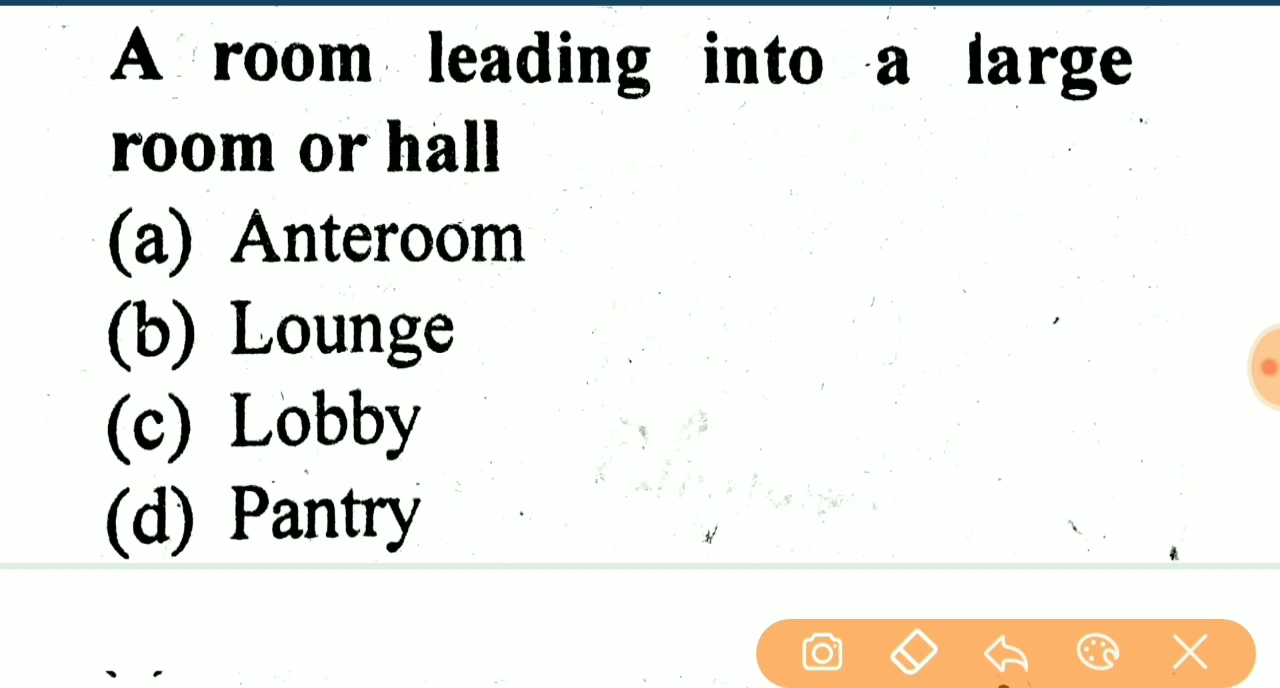 A room leading into a large
room or hall
(a) Anteroom
(b) Lounge
(c) Lobby
(d) Pantry